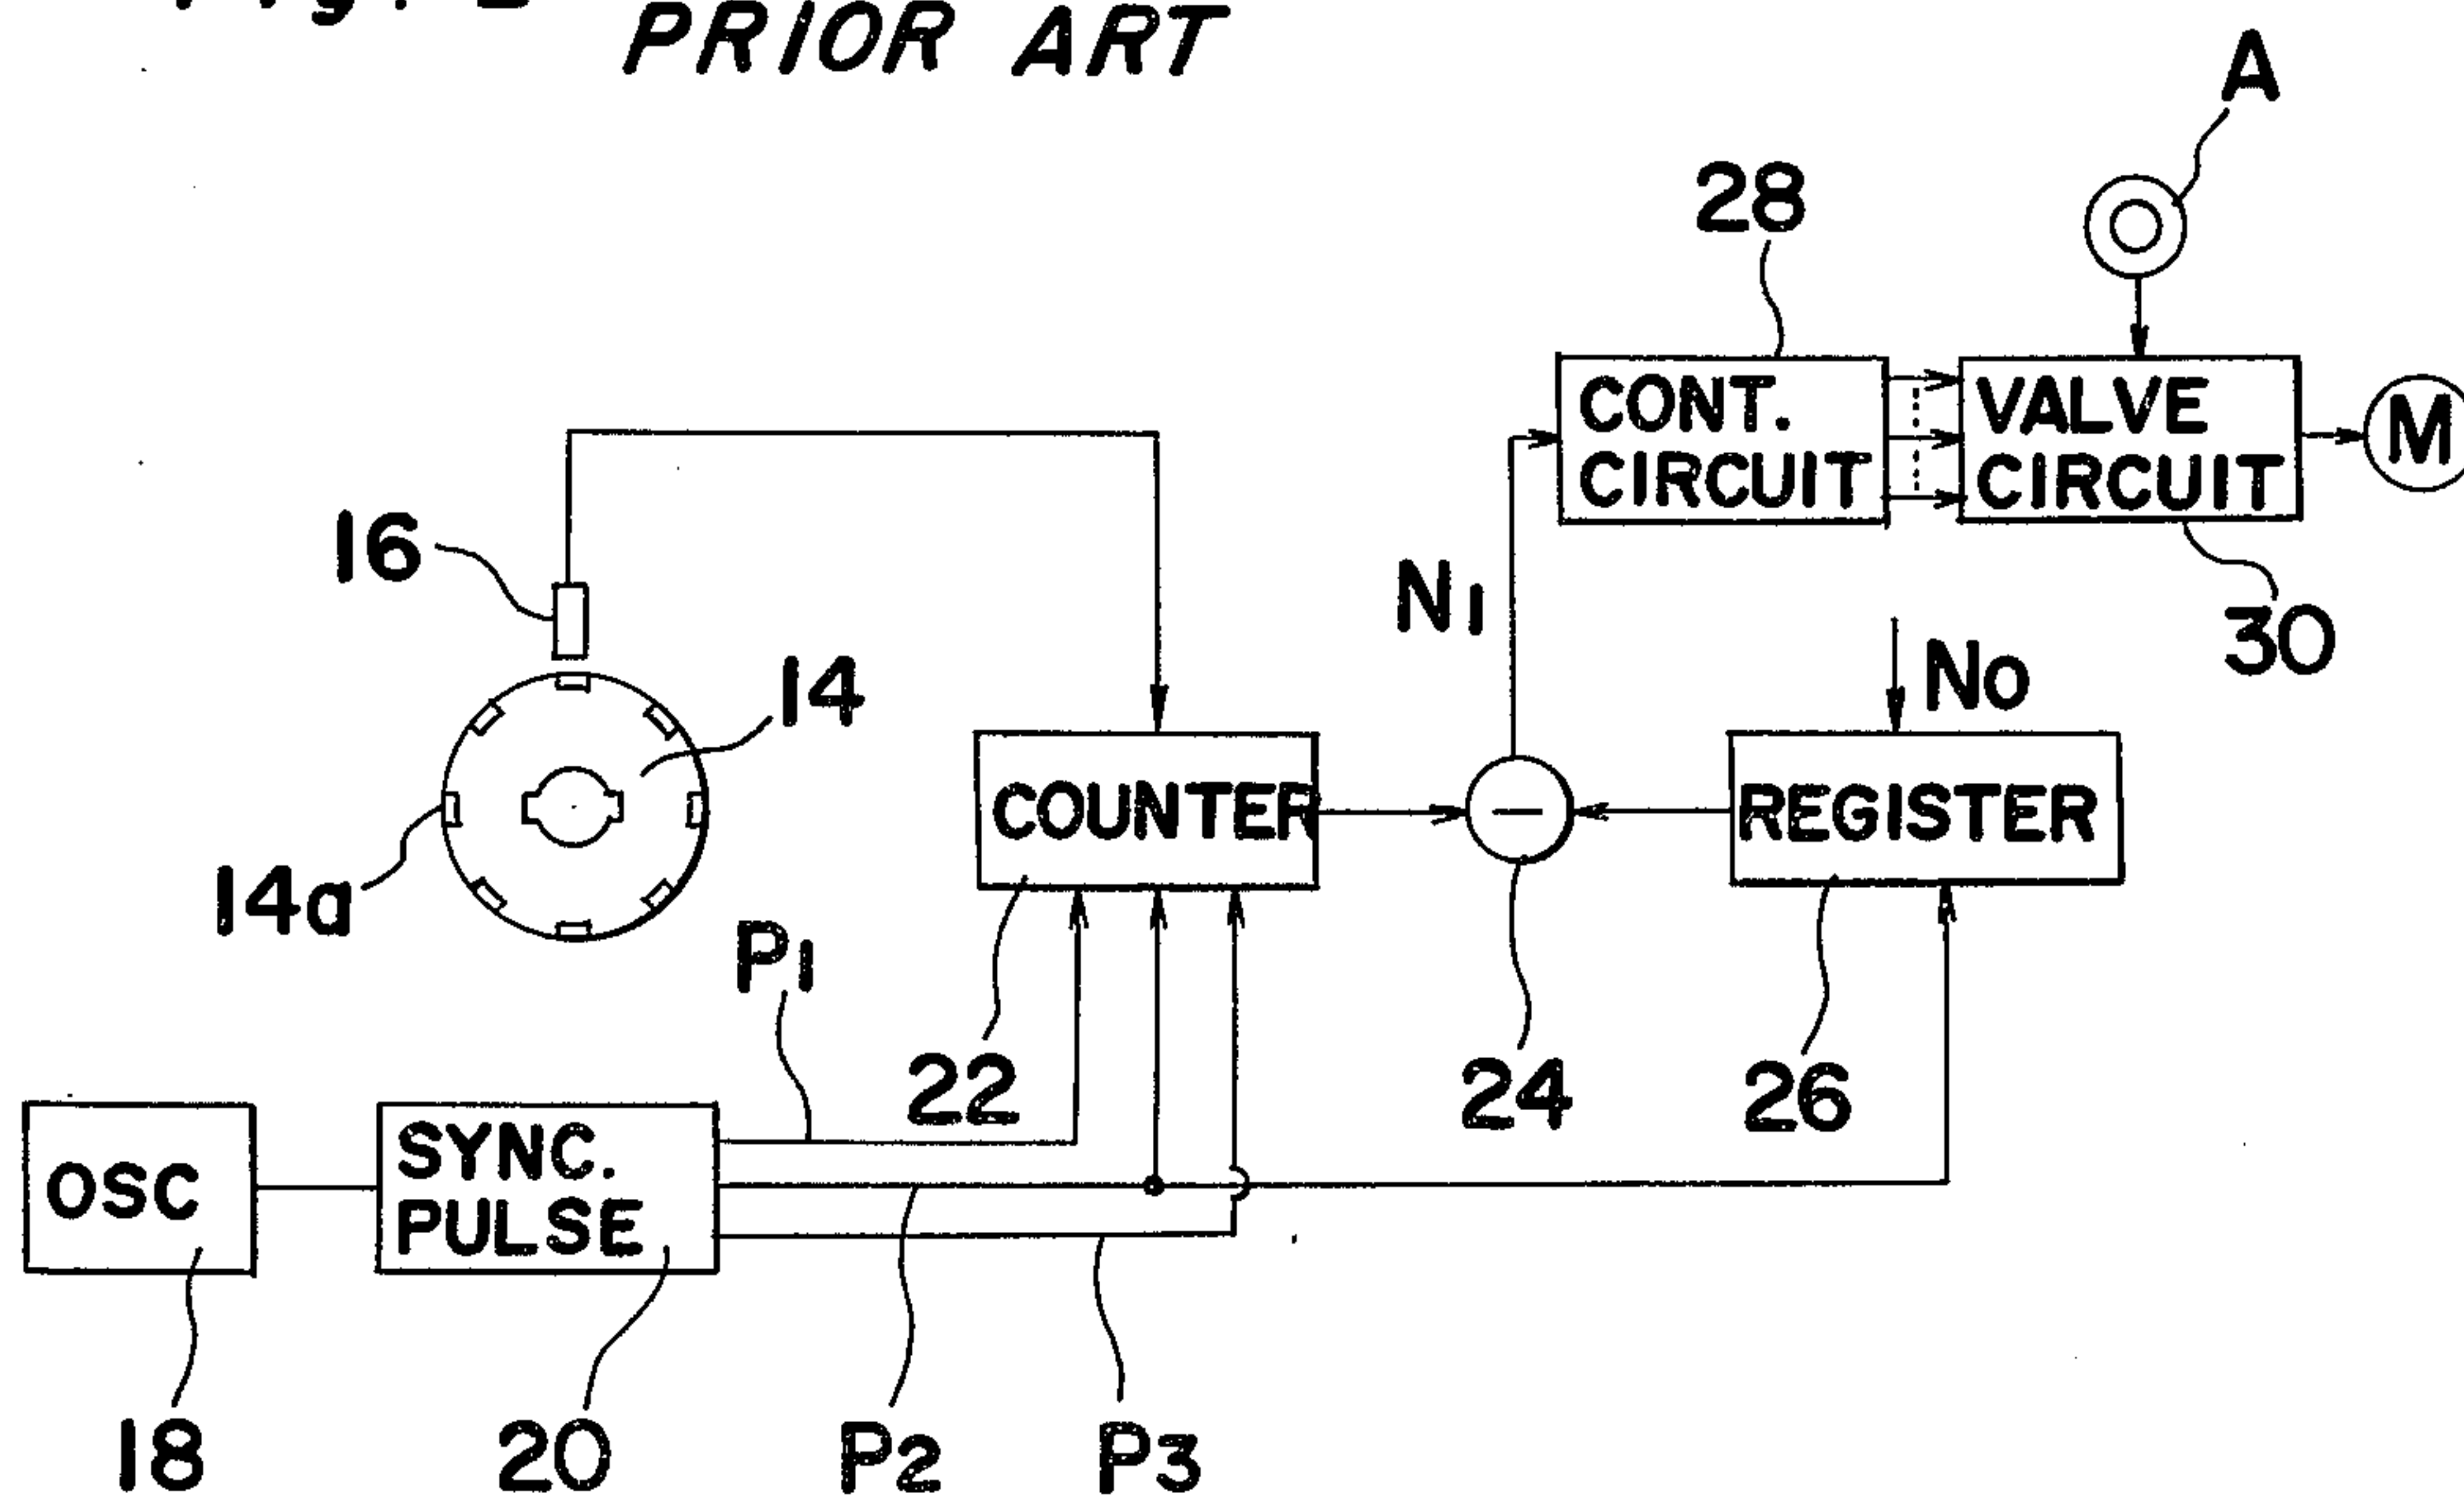 PRIOR ART
A
28
CONT.
CIRCUIT
VALVE
CIRCUIT
M
16
N1
30
14
No
COUNTER
−
REGISTER
14a
P1
22
24
26
OSC
SYNC.
PULSE
18
20
P2
P3